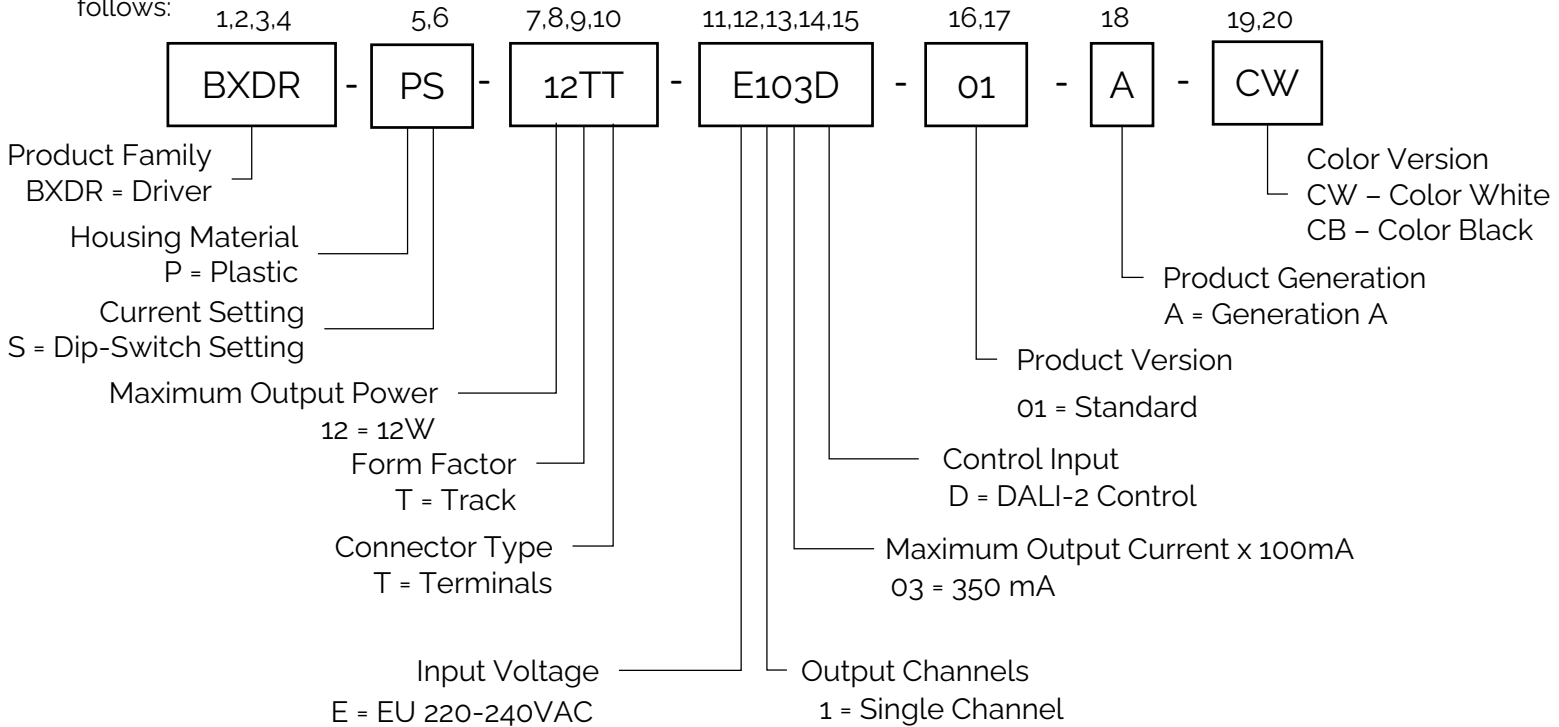 follows:
1,2,3,4 5,6 7,8,9,10 11,12,13,14,15 16,17 18 19,20
BXDR - PS - 12TT - E103D - 01 - A - CW
Product Family
BXDR = Driver
Color Version
CW – Color White
CB – Color Black
Housing Material
P = Plastic
Product Generation
A = Generation A
Current Setting
S = Dip-Switch Setting
Product Version
01 = Standard
Maximum Output Power
12 = 12W
Form Factor
T = Track
Control Input
D = DALI-2 Control
Connector Type
T = Terminals
Maximum Output Current x 100mA
03 = 350 mA
Input Voltage
E = EU 220-240VAC
Output Channels
1 = Single Channel